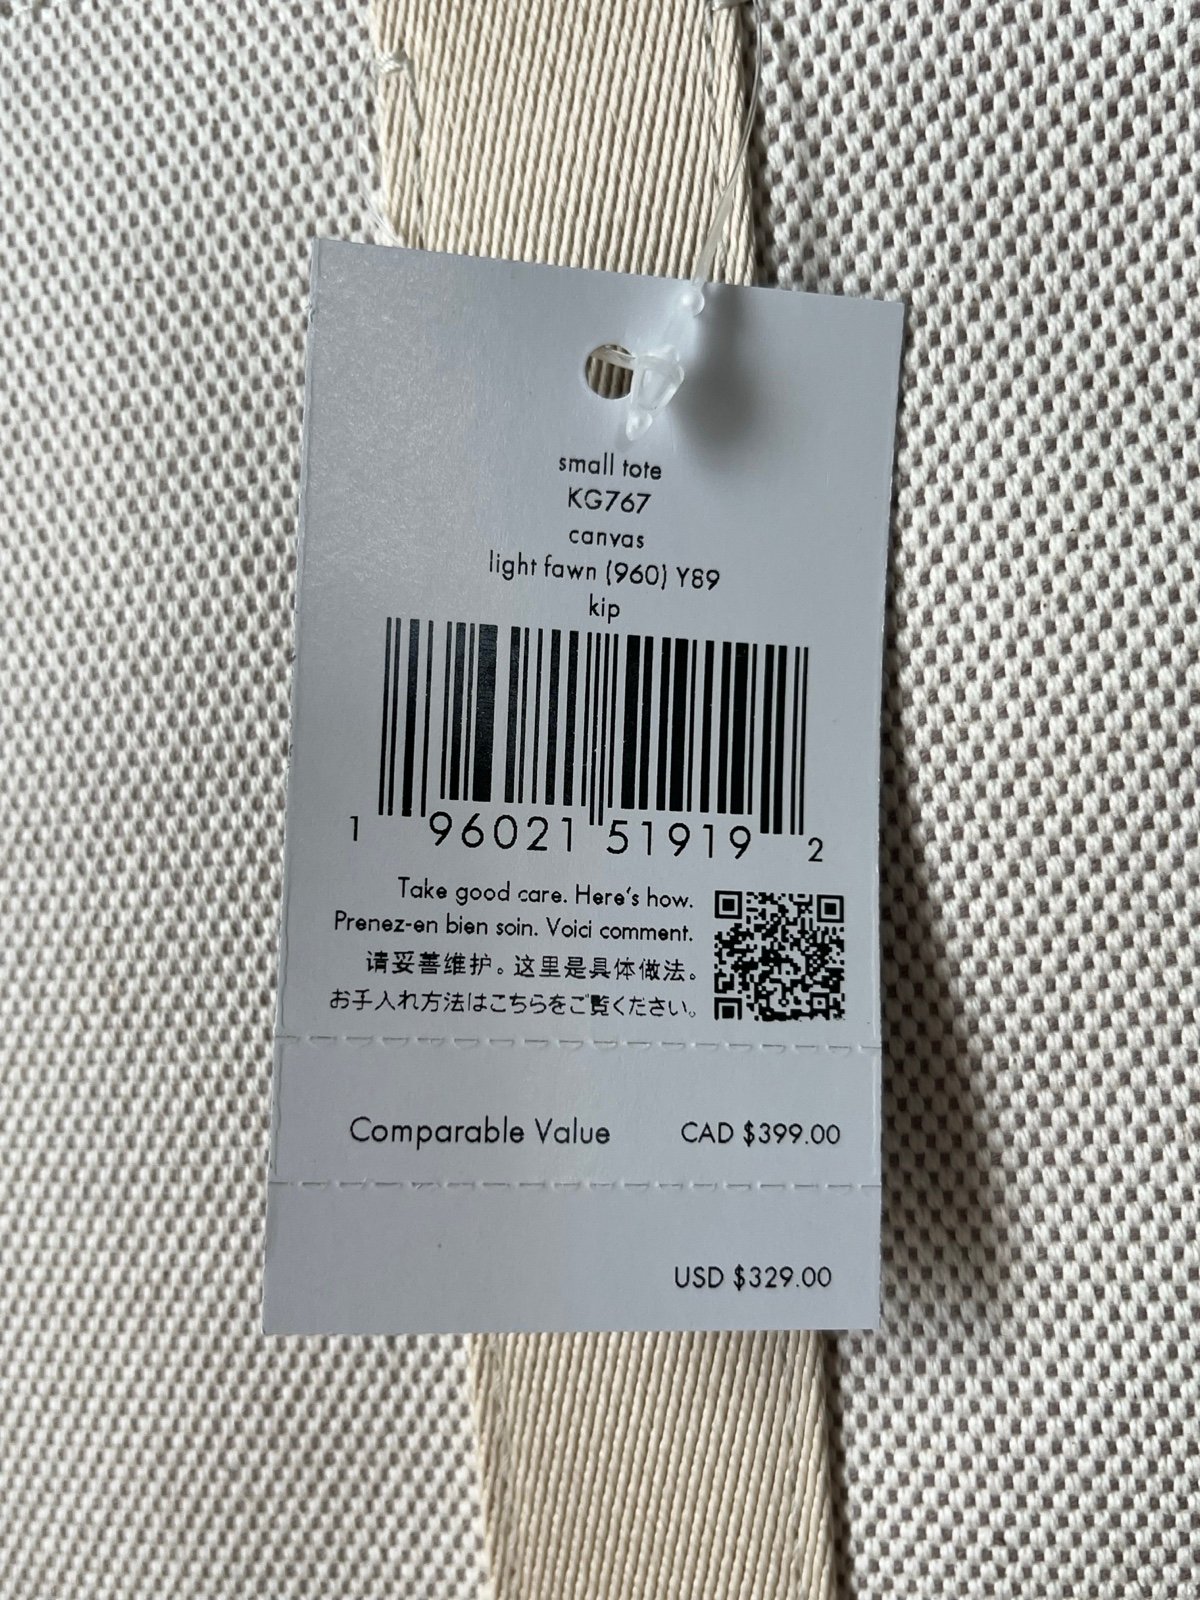 small tote
KG767
canvas
light fawn (960) Y89
kip
1 96021 51919 2
Take good care. Here's how.
Prenez-en bien soin. Voici comment.
请妥善维护。这里是具体做法。
お手入れ方法はこちらをご覧ください。
Comparable Value CAD $399.00
USD $329.00